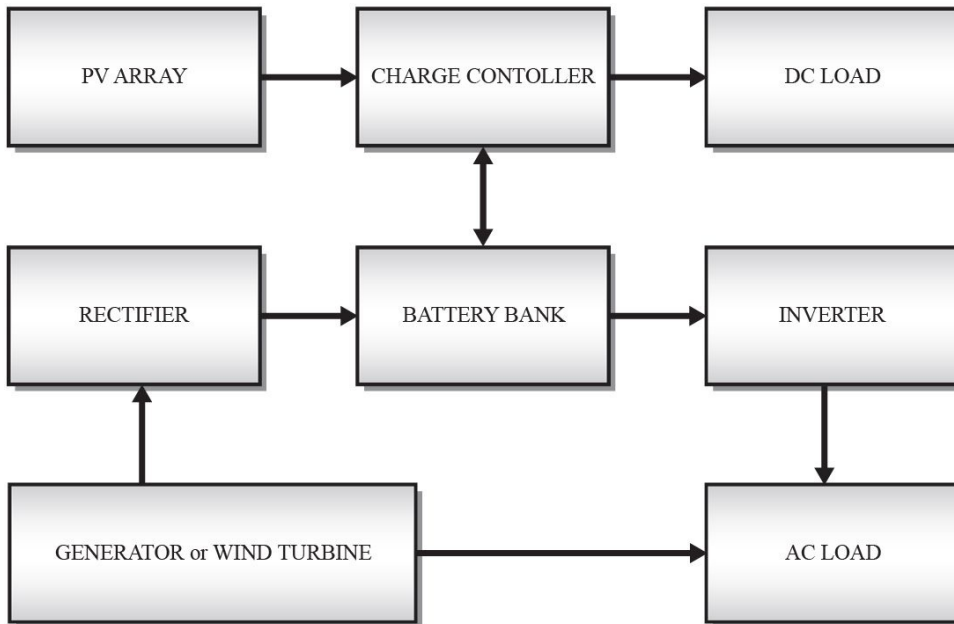 PV ARRAY
CHARGE CONTOLLER
DC LOAD
RECTIFIER
BATTERY BANK
INVERTER
GENERATOR or WIND TURBINE
AC LOAD